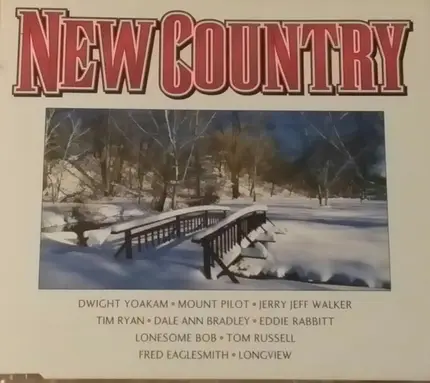 NEW COUNTRY
DWIGHT YOAKAM • MOUNT PILOT • JERRY JEFF WALKER
TIM RYAN • DALE ANN BRADLEY • EDDIE RABBITT
LONESOME BOB • TOM RUSSELL
FRED EAGLESMITH • LONGVIEW